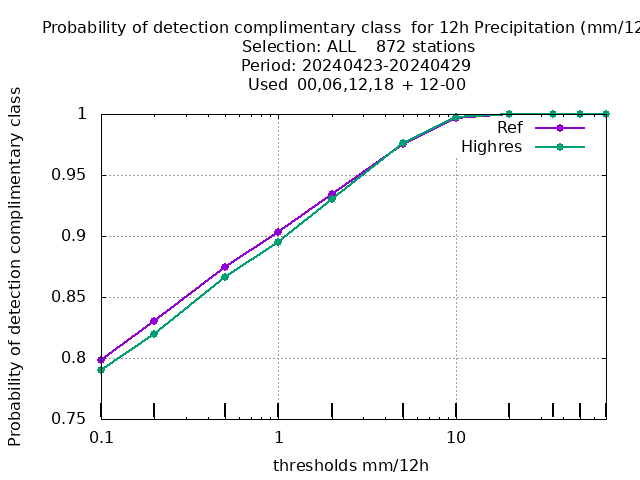 Probability of detection complimentary class for 12h Precipitation (mm/12
Selection: ALL 872 stations
Period: 20240423-20240429
Used 00,06,12,18 + 12-00
Probability of detection complimentary class
1
0.95
0.9
0.85
0.8
0.75
Ref
Highres
0.1 1 10
thresholds mm/12h